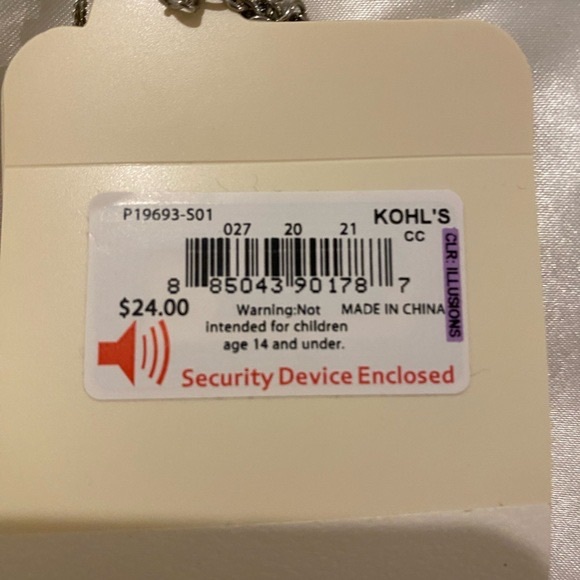 P19693-S01
KOHL'S
027 20 21
CC
8 85043 90178 7
CLR: ILLUSIONS
$24.00
Warning:Not
intended for children
age 14 and under.
MADE IN CHINA
Security Device Enclosed